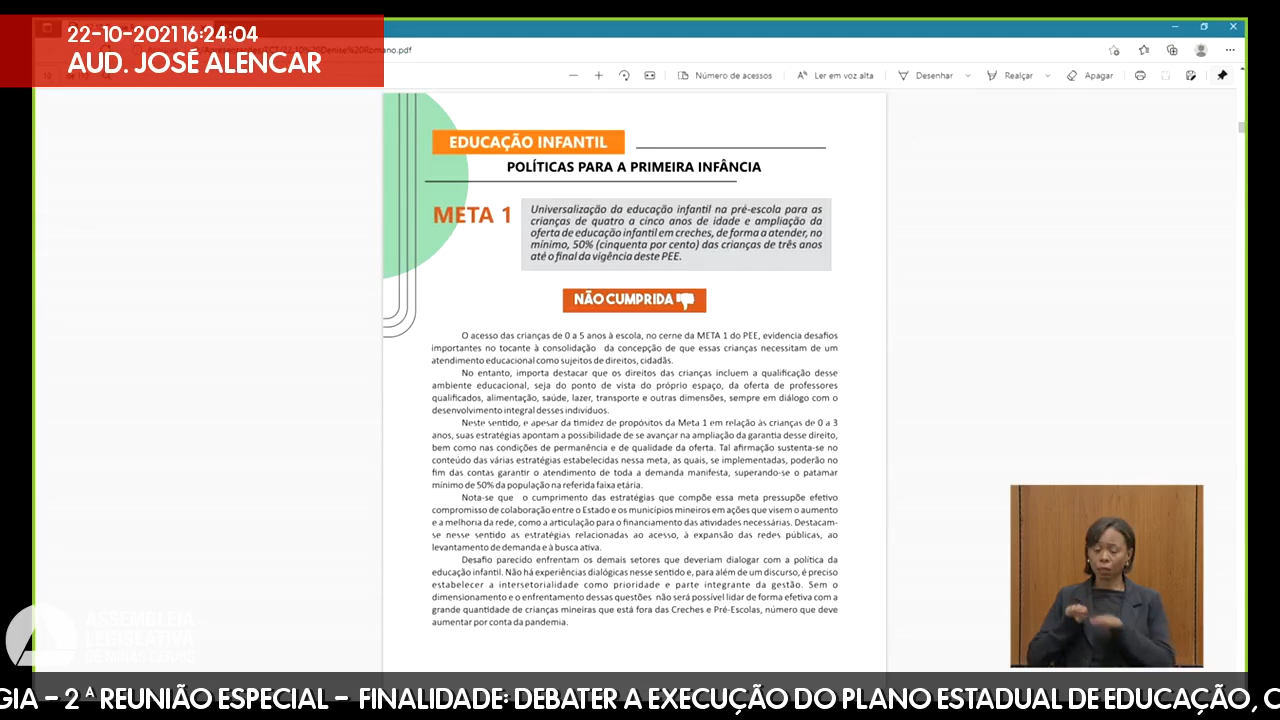 22-10-2021 16:24:04
AUD. JOSÉ ALENCAR
Número de acessos
Ler em voz alta
Desenhar
Realçar
Apagar
EDUCAÇÃO INFANTIL
POLÍTICAS PARA A PRIMEIRA INFÂNCIA
META 1
Universalização da educação infantil na pré-escola para as
crianças de quatro a cinco anos de idade e ampliação da
oferta de educação infantil em creches, de forma a atender, no
mínimo, 50% (cinquenta por cento) das crianças de três anos
até o final da vigência deste PEE.
NÃO CUMPRIDA
O acesso das crianças de 0 a 5 anos à escola, no cerne da META 1 do PEE, evidencia desafios
importantes no tocante à consolidação da concepção de que essas crianças necessitam de um
atendimento educacional como sujeitos de direitos, cidadãs.
No entanto, importa destacar que os direitos das crianças incluem a qualificação desse
ambiente educacional, seja do ponto de vista do próprio espaço, da oferta de professores
qualificados, alimentação, saúde, lazer, transporte e outras dimensões, sempre em diálogo com o
desenvolvimento integral desses indivíduos.
Neste sentido, e apesar da timidez de propósitos da Meta 1 em relação às crianças de 0 a 3
anos, suas estratégias apontam a possibilidade de se avançar na ampliação da garantia desse direito,
bem como nas condições de permanência e de qualidade da oferta. Tal afirmação sustenta-se no
conteúdo das várias estratégias estabelecidas nessa meta, as quais, se implementadas, poderão no
fim das contas garantir o atendimento de toda a demanda manifesta, superando-se o patamar
mínimo de 50% da população na referida faixa etária.
Nota-se que o cumprimento das estratégias que compõe essa meta pressupõe efetivo
compromisso de colaboração entre o Estado e os municípios mineiros em ações que visem o aumento
e a melhoria da rede, como a articulação para o financiamento das atividades necessárias. Destacam-
se nesse sentido as estratégias relacionadas ao acesso, à expansão das redes públicas, ao
levantamento de demanda e à busca ativa.
Desafio parecido enfrentam os demais setores que deveriam dialogar com a política da
educação infantil. Não há experiências dialógicas nesse sentido e, para além de um discurso, é preciso
estabelecer a intersetorialidade como prioridade e parte integrante da gestão. Sem o
dimensionamento e o enfrentamento dessas questões não será possível lidar de forma efetiva com a
grande quantidade de crianças mineiras que está fora das Creches e Pré-Escolas, número que deve
aumentar por conta da pandemia.
ASSEMBLEIA
LEGISLATIVA
DE MINAS GERAIS
GIA - 2ª REUNIÃO ESPECIAL - FINALIDADE: DEBATER A EXECUÇÃO DO PLANO ESTADUAL DE EDUCAÇÃO, C